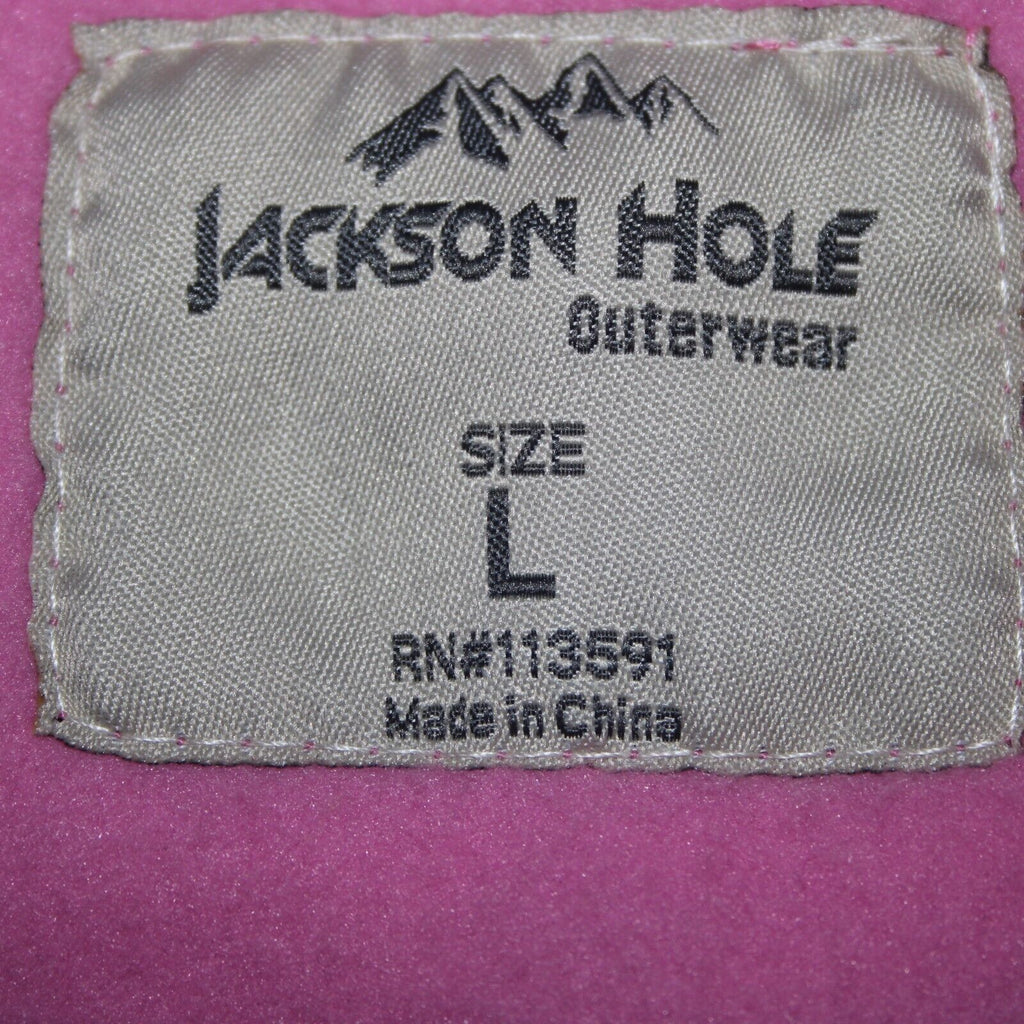 JACKSON HOLE
Outerwear
SIZE
L
RN#113591
Made in China